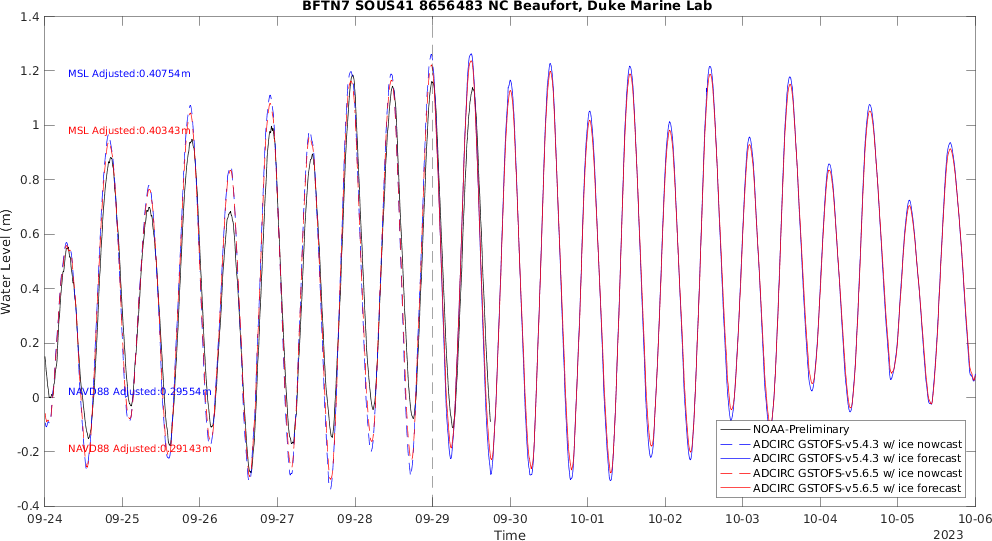 BFTN7 SOUS41 8656483 NC Beaufort, Duke Marine Lab
1.4
1.2
1
0.8
0.6
0.4
0.2
0
-0.2
-0.4
Water Level (m)
MSL Adjusted:0.40754m
MSL Adjusted:0.40343m
NAVD88 Adjusted:0.29554m
NAVD88 Adjusted:0.29143m
NOAA-Preliminary
ADCIRC GSTOFS-v5.4.3 w/ ice nowcast
ADCIRC GSTOFS-v5.4.3 w/ ice forecast
ADCIRC GSTOFS-v5.6.5 w/ ice nowcast
ADCIRC GSTOFS-v5.6.5 w/ ice forecast
09-24 09-25 09-26 09-27 09-28 09-29 09-30 10-01 10-02 10-03 10-04 10-05 10-06
Time
2023